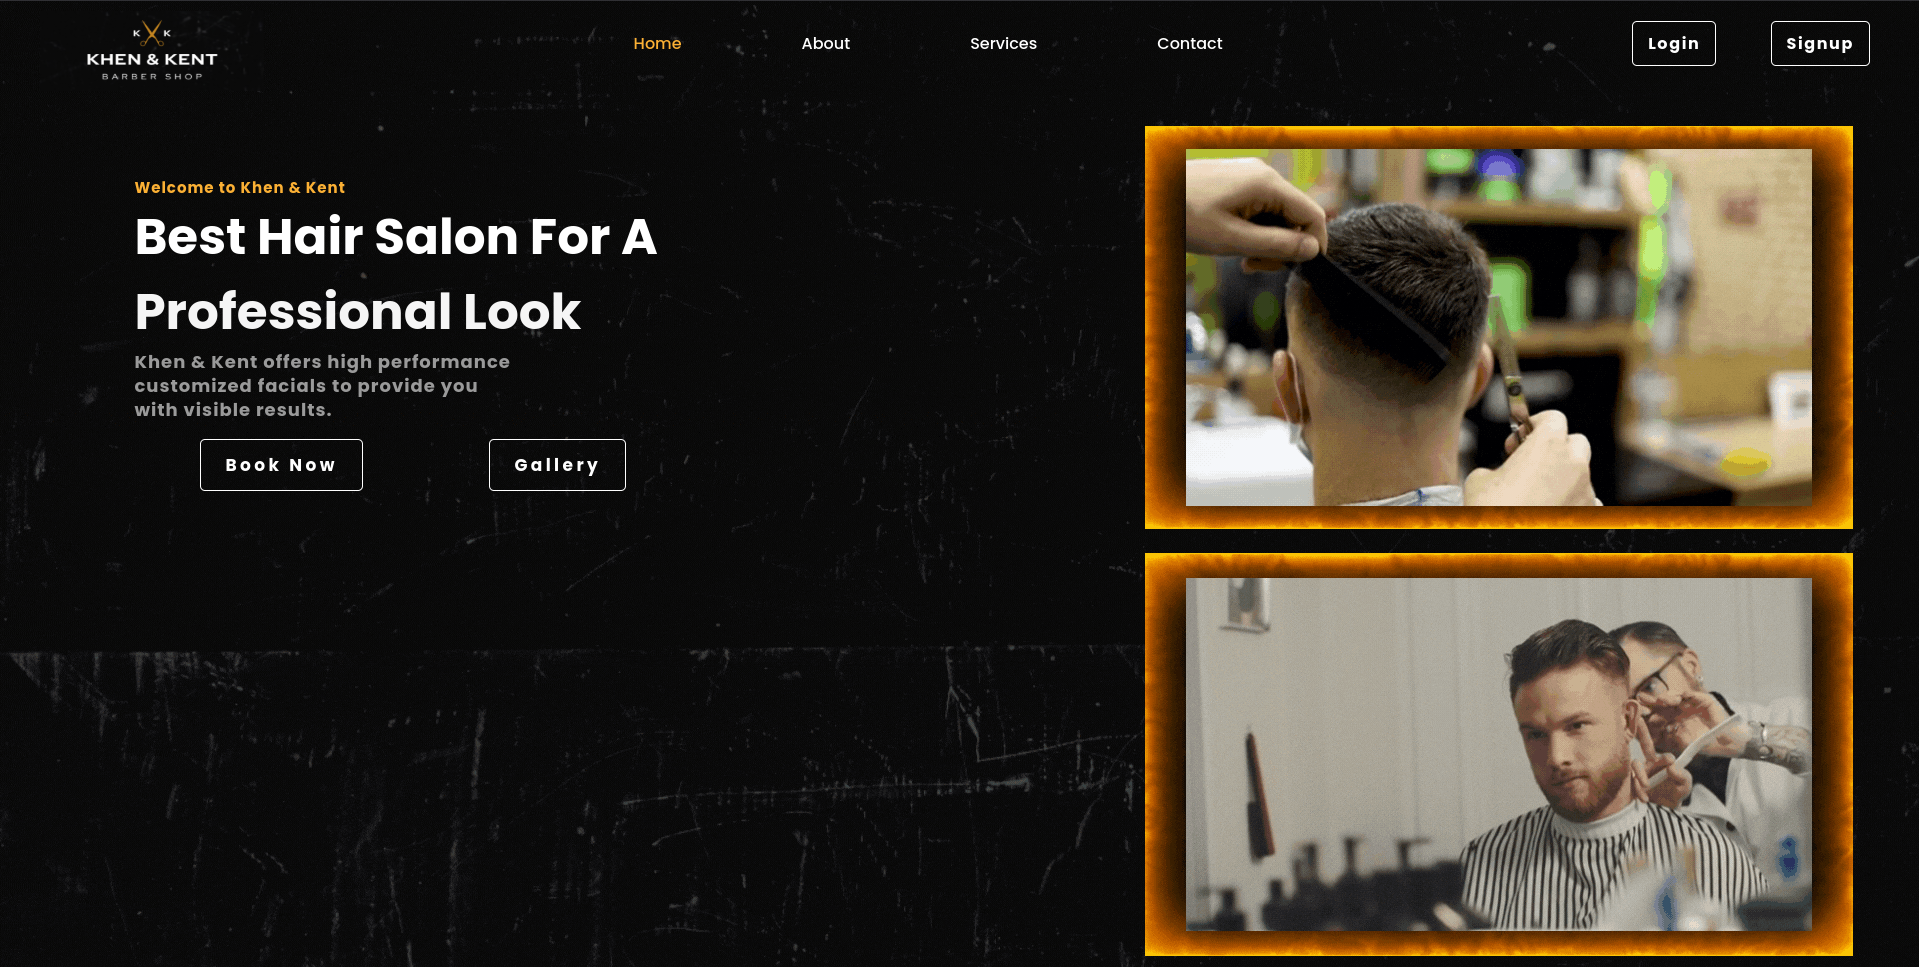 K K
KHEN & KENT
BARBER SHOP
Home
About
Services
Contact
Login
Signup
Welcome to Khen & Kent
Best Hair Salon For A
Professional Look
Khen & Kent offers high performance
customized facials to provide you
with visible results.
Book Now
Gallery